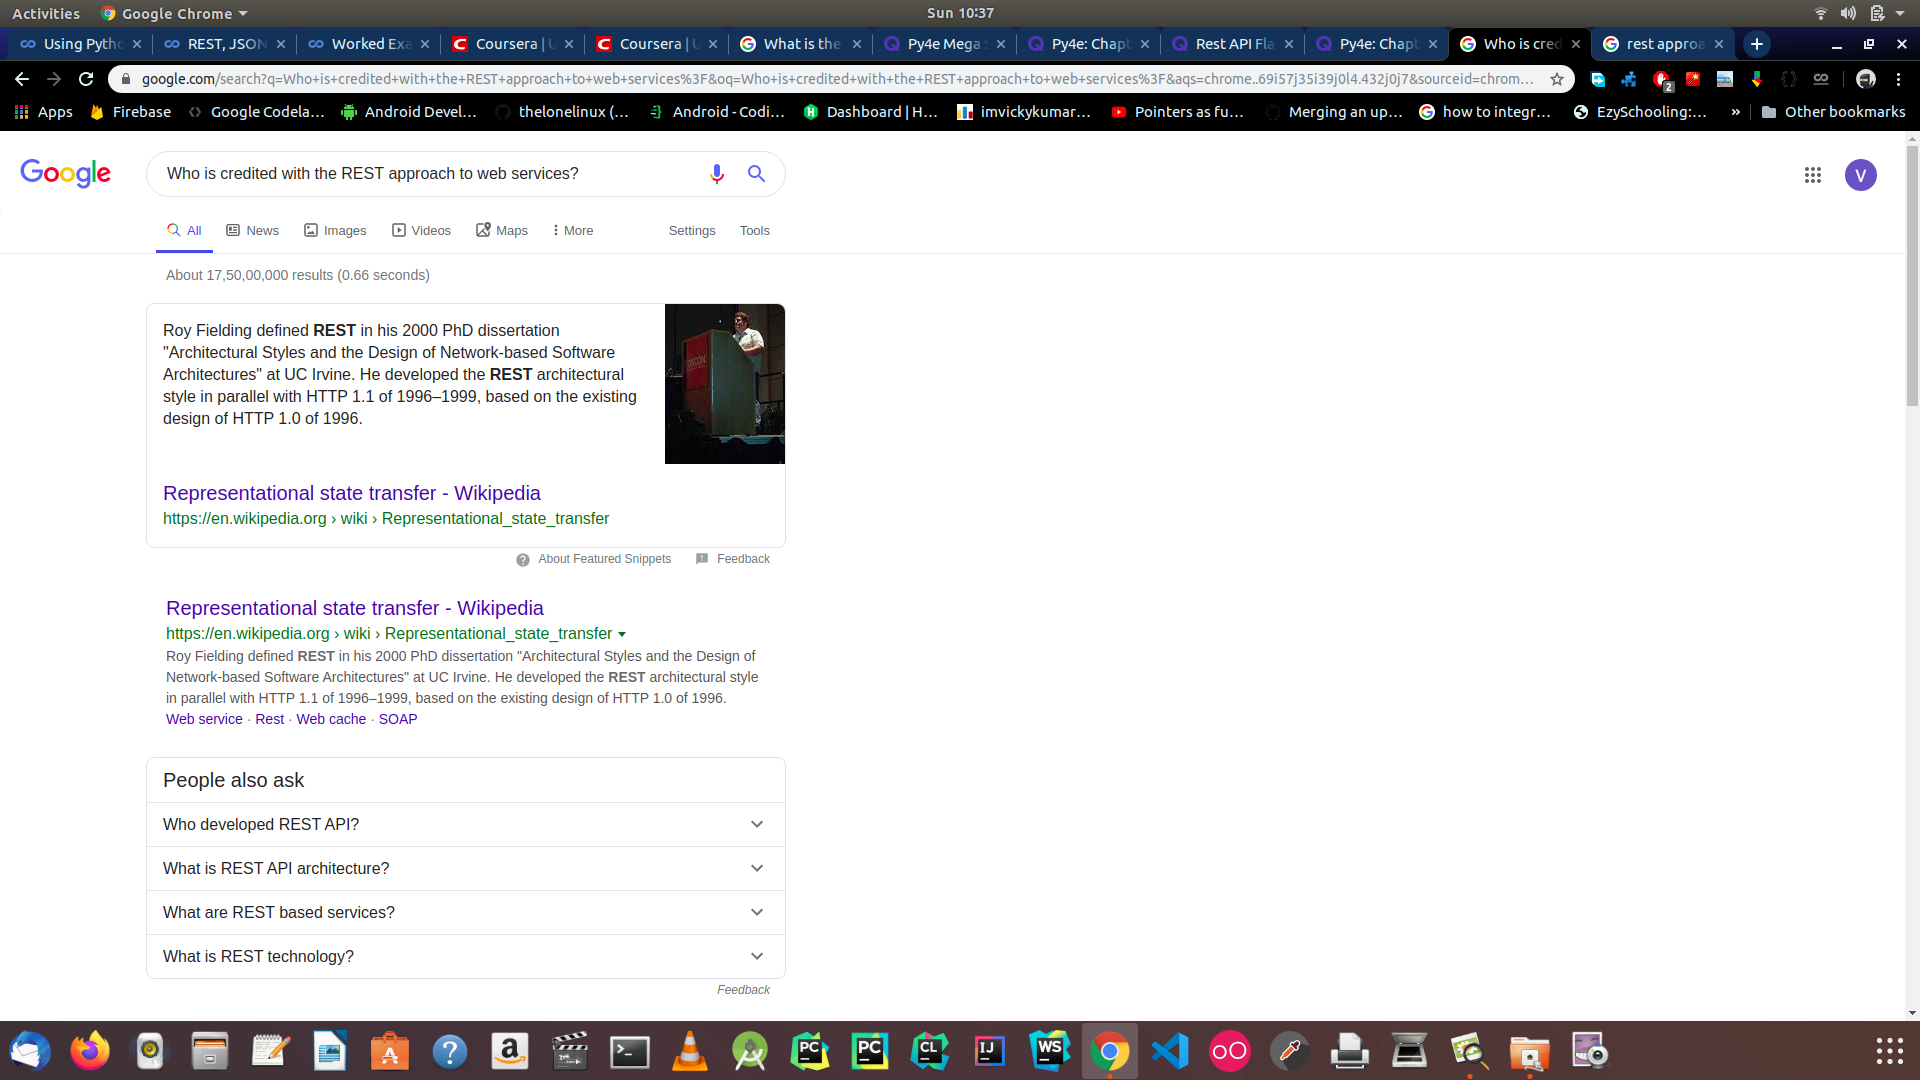 Activities Google Chrome Sun 10:37
Using Pytho REST, JSON Worked Exa Coursera | U Coursera | U What is the Py4e Mega S Py4e: Chapt Rest API Fla Py4e: Chapt Who is cred rest approa
google.com/search?q=Who+is+credited+with+the+REST+approach+to+web+services%3F&oq=Who+is+credited+with+the+REST+approach+to+web+services%3F&aqs=chrome..69i57j35i39j0l4.432j0j7&sourceid=chrom... 2
Apps Firebase Google Codela... Android Devel... thelonelinux (... Android - Codi... Dashboard | H... imvickykumar... Pointers as fu... Merging an up... how to integr... EzySchooling:... » Other bookmarks
Google Who is credited with the REST approach to web services? V
All News Images Videos Maps More Settings Tools
About 17,50,00,000 results (0.66 seconds)
Roy Fielding defined REST in his 2000 PhD dissertation
"Architectural Styles and the Design of Network-based Software
Architectures" at UC Irvine. He developed the REST architectural
style in parallel with HTTP 1.1 of 1996–1999, based on the existing
design of HTTP 1.0 of 1996.
Representational state transfer - Wikipedia
https://en.wikipedia.org › wiki › Representational_state_transfer
About Featured Snippets Feedback
Representational state transfer - Wikipedia
https://en.wikipedia.org › wiki › Representational_state_transfer
Roy Fielding defined REST in his 2000 PhD dissertation "Architectural Styles and the Design of
Network-based Software Architectures" at UC Irvine. He developed the REST architectural style
in parallel with HTTP 1.1 of 1996–1999, based on the existing design of HTTP 1.0 of 1996.
Web service · Rest · Web cache · SOAP
People also ask
Who developed REST API?
What is REST API architecture?
What are REST based services?
What is REST technology?
Feedback
PC PC CL IJ WS